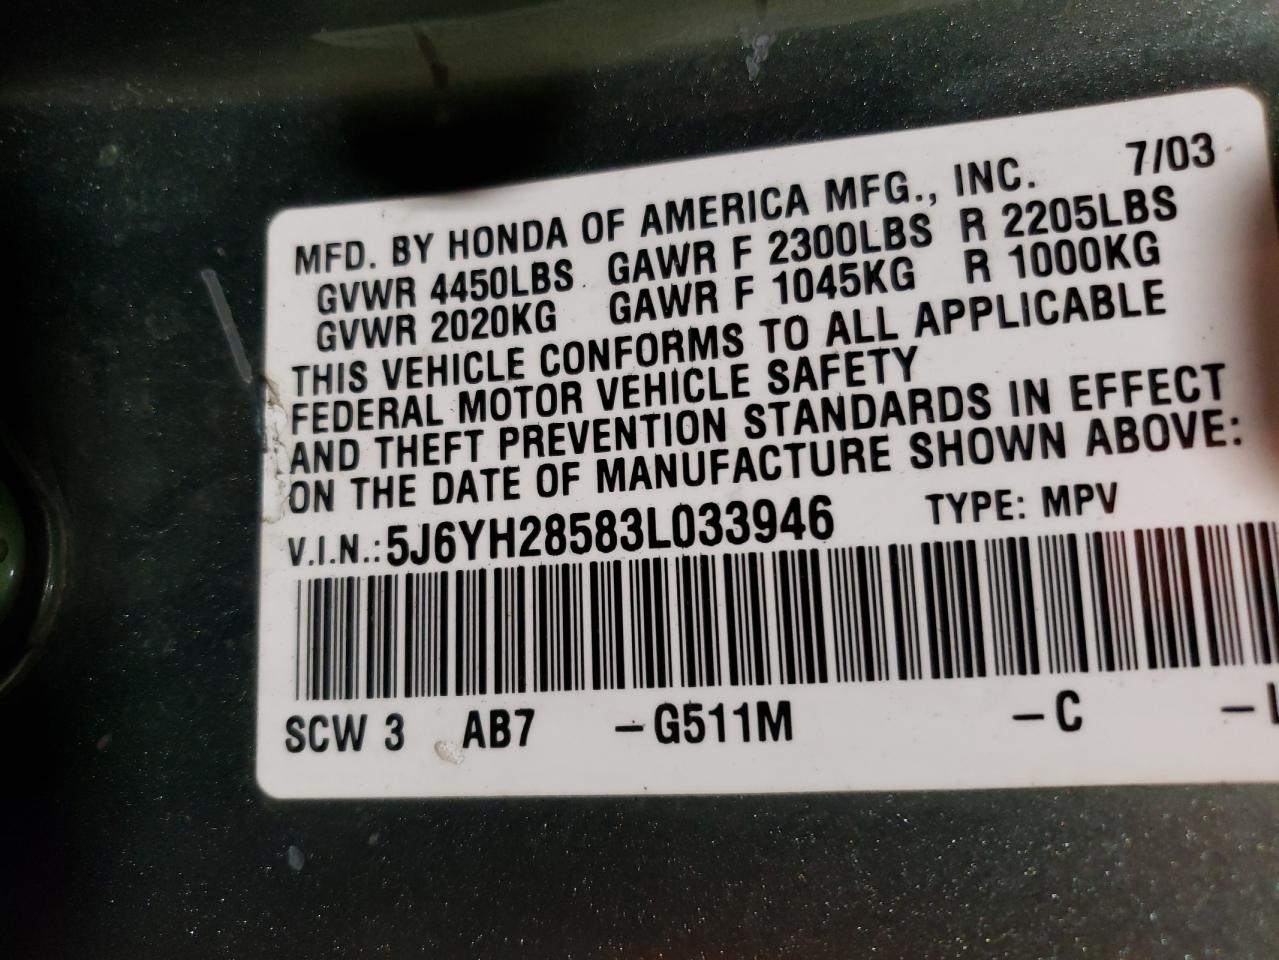 MFD. BY HONDA OF AMERICA MFG., INC. 7/03
GVWR 4450LBS GAWR F 2300LBS R 2205LBS
GVWR 2020KG GAWR F 1045KG R 1000KG
THIS VEHICLE CONFORMS TO ALL APPLICABLE
FEDERAL MOTOR VEHICLE SAFETY
AND THEFT PREVENTION STANDARDS IN EFFECT
ON THE DATE OF MANUFACTURE SHOWN ABOVE:
V.I.N.:5J6YH28583L033946 TYPE: MPV
SCW 3 AB7 –G511M –C –